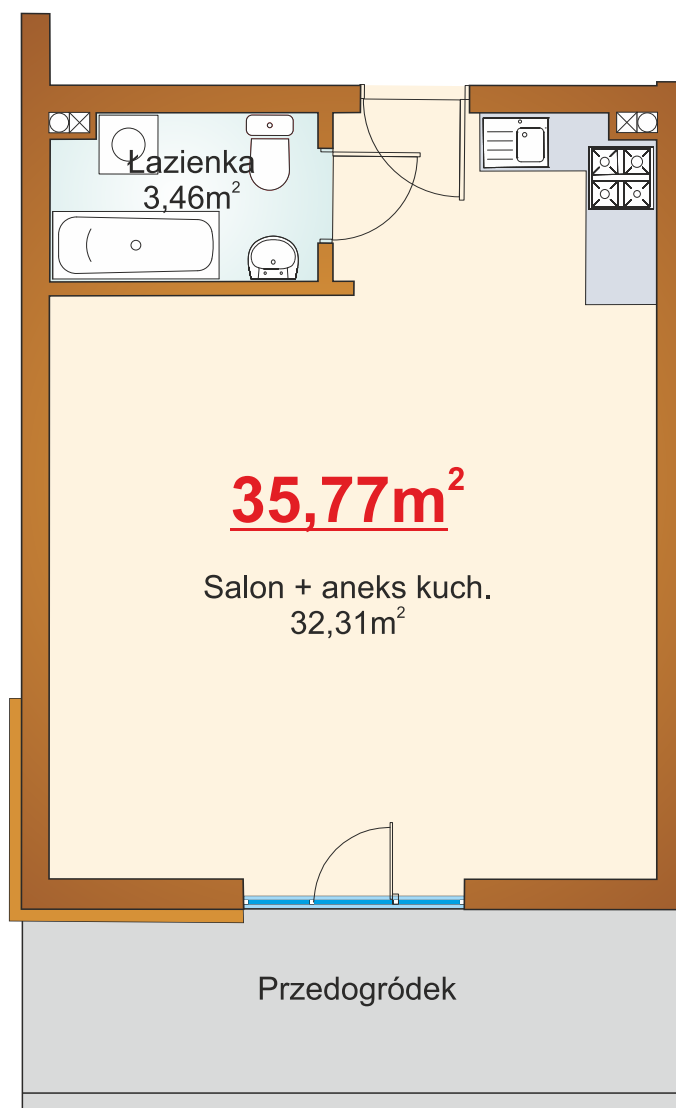 Łazienka
3,46m²
35,77m²
Salon + aneks kuch.
32,31m²
Przedogródek